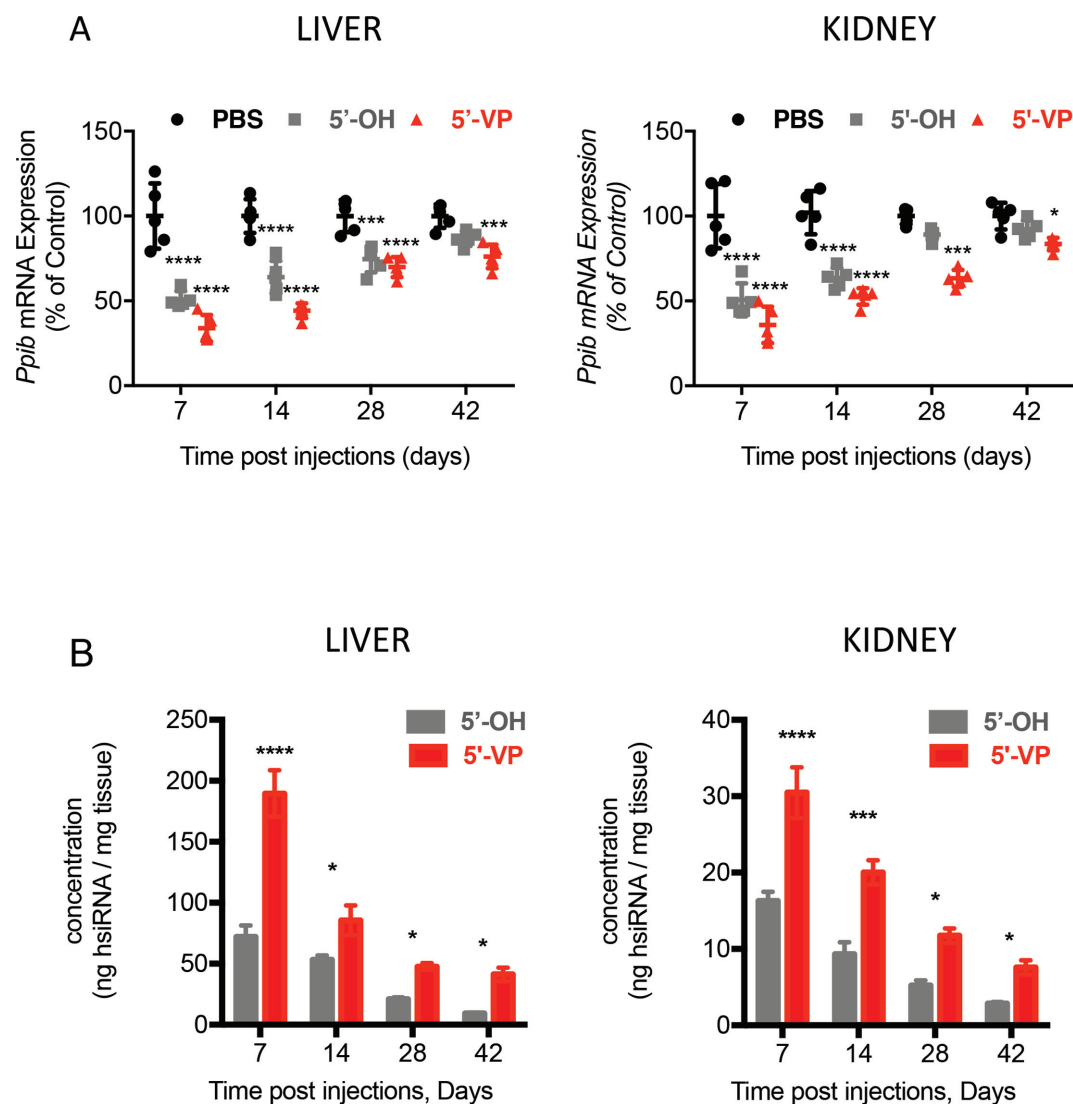 A
LIVER
KIDNEY
PBS 5’-OH 5’-VP
Ppib mRNA Expression
(% of Control)
150
100
50
0
**** **** **** **** *** **** ***
7 14 28 42
Time post injections (days)
PBS 5'-OH 5'-VP
Ppib mRNA Expression
(% of Control)
150
100
50
0
**** **** **** **** *** *
7 14 28 42
Time post injections (days)
B
LIVER
KIDNEY
5’-OH
5'-VP
concentration
(ng hsiRNA / mg tissue)
250
200
150
100
50
0
**** * * *
7 14 28 42
Time post injections, Days
5'-OH
5'-VP
concentration
(ng hsiRNA / mg tissue)
40
30
20
10
0
**** *** * *
7 14 28 42
Time post injections, Days